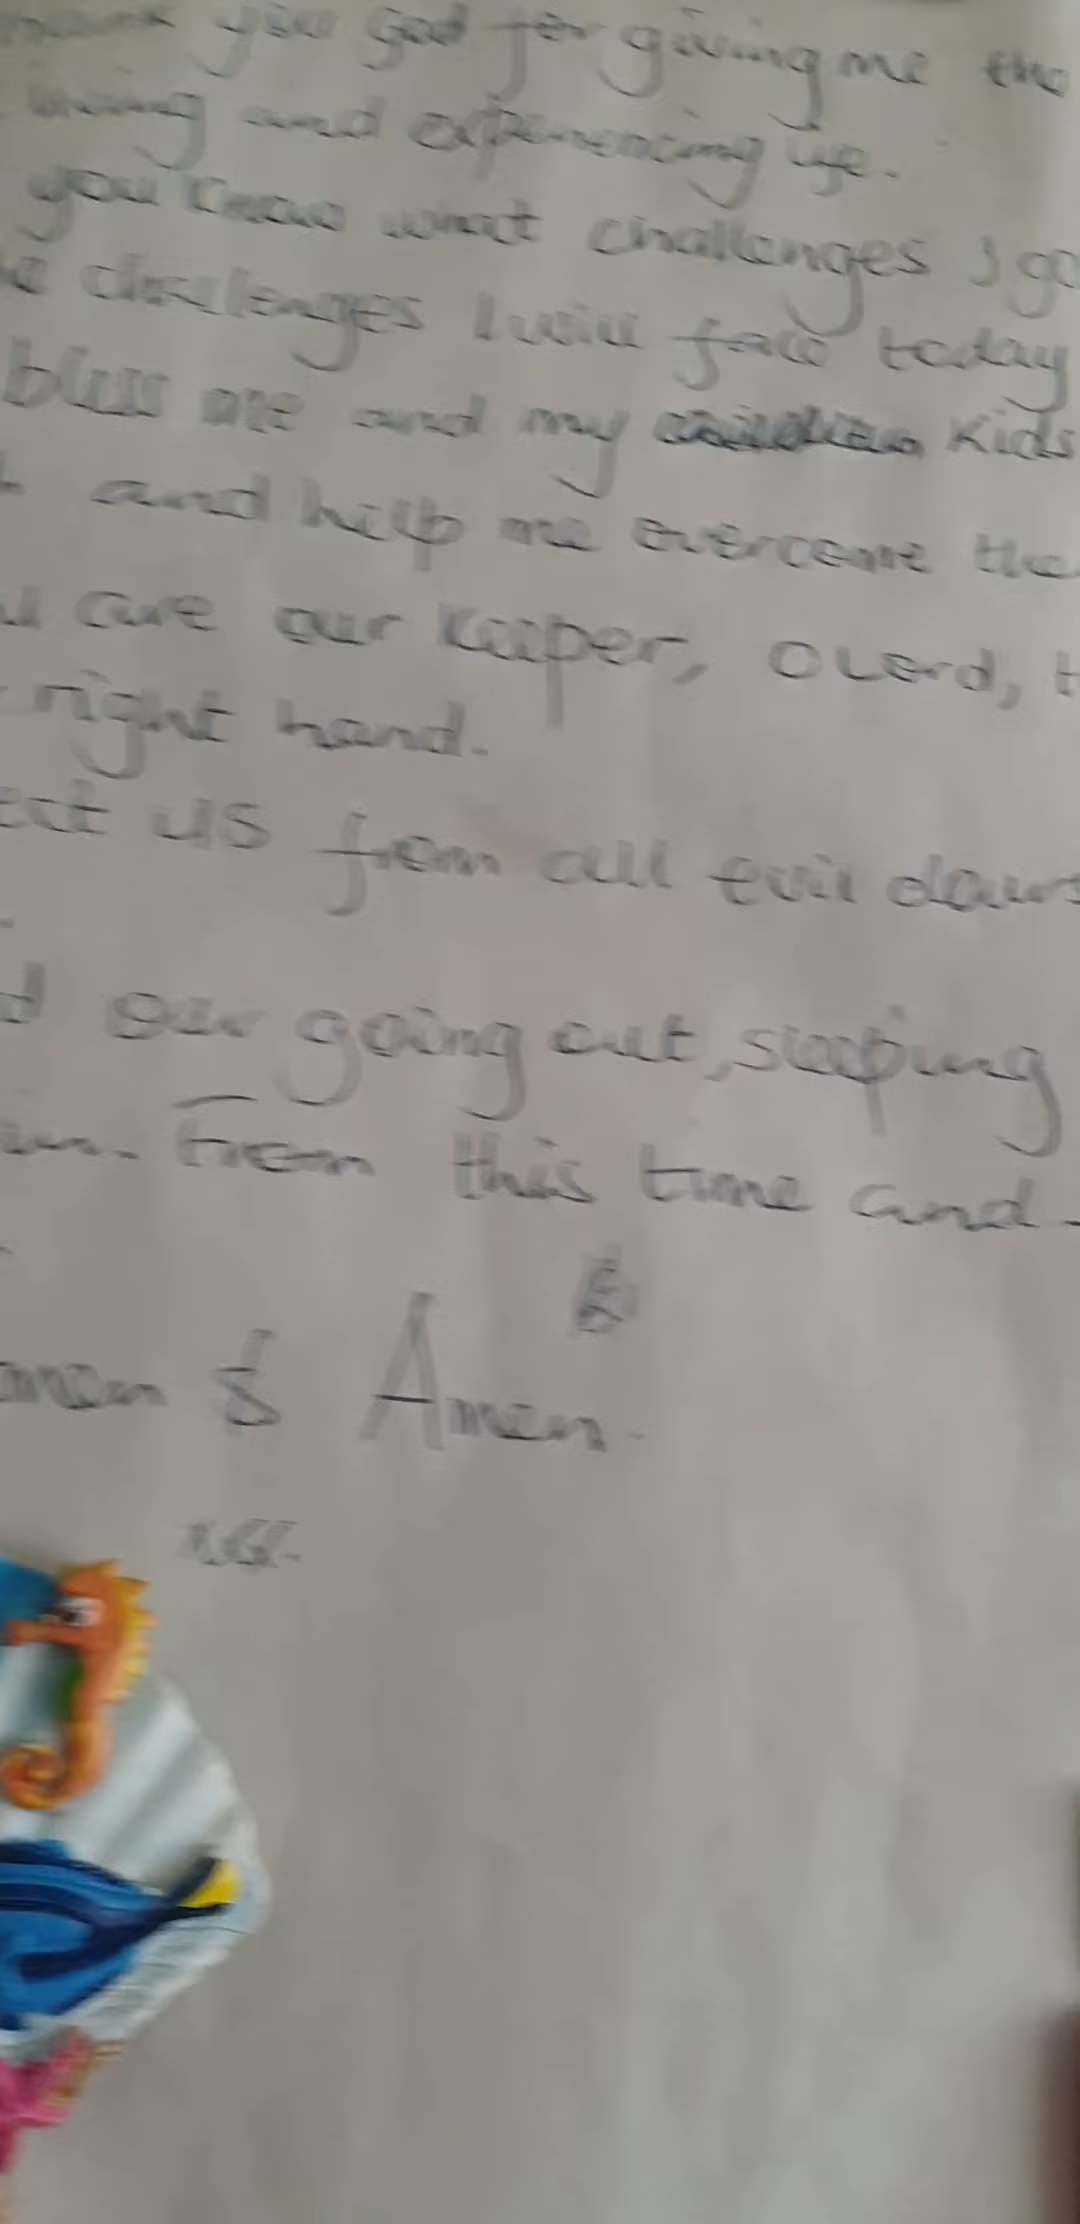 you God for giving me the
living and experiencing life.
you know what challenges I go
challenges I will face today
bless me and my Kids
and help me overcome the
are our Keeper, O Lord,
right hand.
us from all evil
our going out, sleeping
From this time and
& Amen.